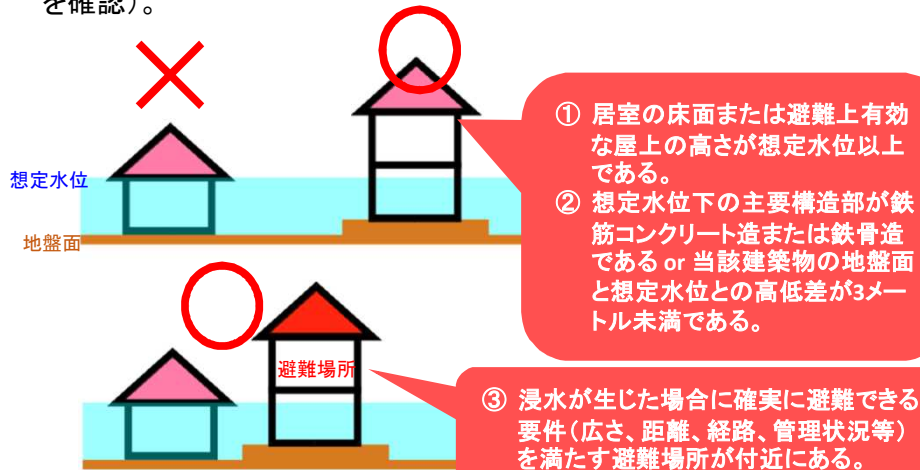 を確認）。
① 居室の床面または避難上有効
な屋上の高さが想定水位以上
である。
② 想定水位下の主要構造部が鉄
筋コンクリート造または鉄骨造
である or 当該建築物の地盤面
と想定水位との高低差が3メー
トル未満である。
想定水位
地盤面
避難場所
③ 浸水が生じた場合に確実に避難できる
要件（広さ、距離、経路、管理状況等）
を満たす避難場所が付近にある。